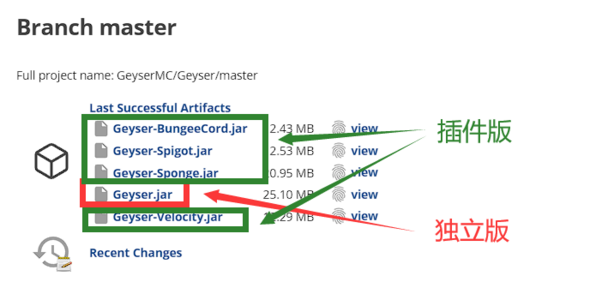 Branch master
Full project name: GeyserMC/Geyser/master
Last Successful Artifacts
Geyser-BungeeCord.jar 2.43 MB view
Geyser-Spigot.jar 2.53 MB view
Geyser-Sponge.jar 0.95 MB view
Geyser.jar 25.10 MB view
Geyser-Velocity.jar .29 MB view
Recent Changes
插件版
独立版